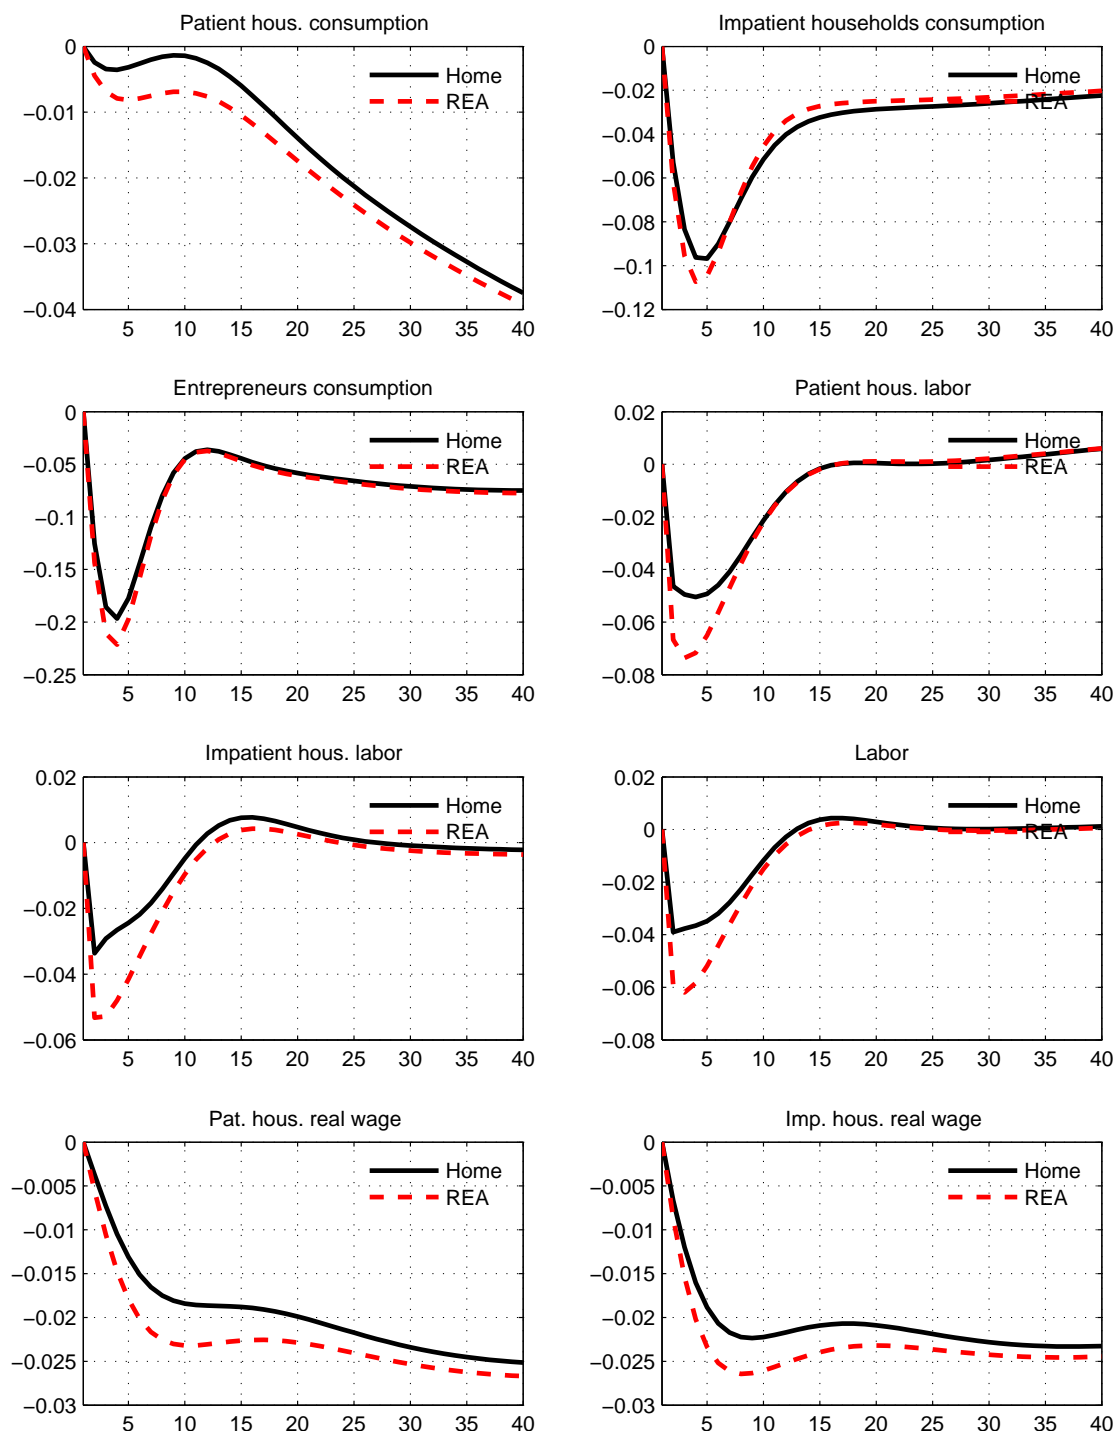 Patient hous. consumption
0
−0.01
−0.02
−0.03
−0.04
5 10 15 20 25 30 35 40
Home
REA
Impatient households consumption
0
−0.02
−0.04
−0.06
−0.08
−0.1
−0.12
5 10 15 20 25 30 35 40
Home
REA
Entrepreneurs consumption
0
−0.05
−0.1
−0.15
−0.2
−0.25
5 10 15 20 25 30 35 40
Home
REA
Patient hous. labor
0.02
0
−0.02
−0.04
−0.06
−0.08
5 10 15 20 25 30 35 40
Home
REA
Impatient hous. labor
0.02
0
−0.02
−0.04
−0.06
5 10 15 20 25 30 35 40
Home
REA
Labor
0.02
0
−0.02
−0.04
−0.06
−0.08
5 10 15 20 25 30 35 40
Home
REA
Pat. hous. real wage
0
−0.005
−0.01
−0.015
−0.02
−0.025
−0.03
5 10 15 20 25 30 35 40
Home
REA
Imp. hous. real wage
0
−0.005
−0.01
−0.015
−0.02
−0.025
−0.03
5 10 15 20 25 30 35 40
Home
REA